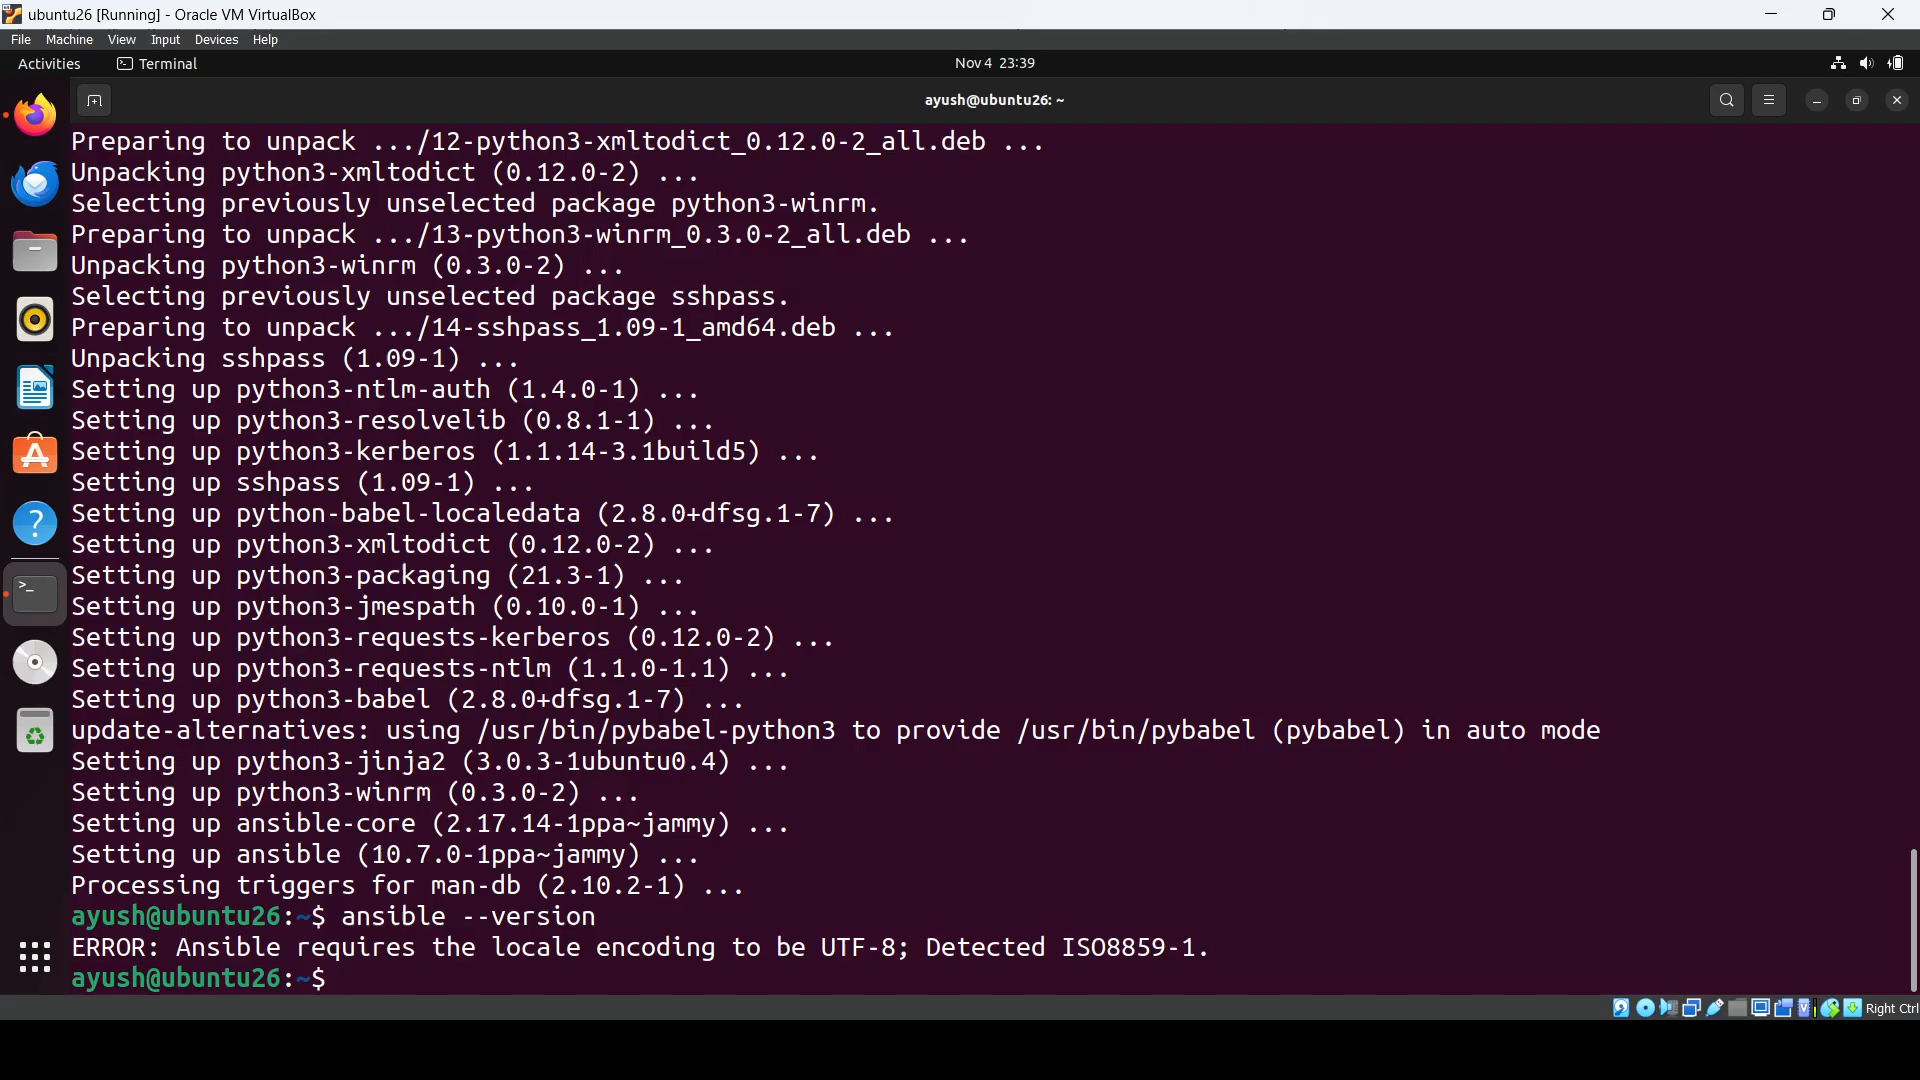 ubuntu26 [Running] - Oracle VM VirtualBox
File Machine View Input Devices Help
Activities Terminal Nov 4 23:39
ayush@ubuntu26: ~
Preparing to unpack .../12-python3-xmltodict_0.12.0-2_all.deb ...
Unpacking python3-xmltodict (0.12.0-2) ...
Selecting previously unselected package python3-winrm.
Preparing to unpack .../13-python3-winrm_0.3.0-2_all.deb ...
Unpacking python3-winrm (0.3.0-2) ...
Selecting previously unselected package sshpass.
Preparing to unpack .../14-sshpass_1.09-1_amd64.deb ...
Unpacking sshpass (1.09-1) ...
Setting up python3-ntlm-auth (1.4.0-1) ...
Setting up python3-resolvelib (0.8.1-1) ...
Setting up python3-kerberos (1.1.14-3.1build5) ...
Setting up sshpass (1.09-1) ...
Setting up python-babel-localedata (2.8.0+dfsg.1-7) ...
Setting up python3-xmltodict (0.12.0-2) ...
Setting up python3-packaging (21.3-1) ...
Setting up python3-jmespath (0.10.0-1) ...
Setting up python3-requests-kerberos (0.12.0-2) ...
Setting up python3-requests-ntlm (1.1.0-1.1) ...
Setting up python3-babel (2.8.0+dfsg.1-7) ...
update-alternatives: using /usr/bin/pybabel-python3 to provide /usr/bin/pybabel (pybabel) in auto mode
Setting up python3-jinja2 (3.0.3-1ubuntu0.4) ...
Setting up python3-winrm (0.3.0-2) ...
Setting up ansible-core (2.17.14-1ppa~jammy) ...
Setting up ansible (10.7.0-1ppa~jammy) ...
Processing triggers for man-db (2.10.2-1) ...
ayush@ubuntu26:~$ ansible --version
ERROR: Ansible requires the locale encoding to be UTF-8; Detected ISO8859-1.
ayush@ubuntu26:~$
Right Ctrl